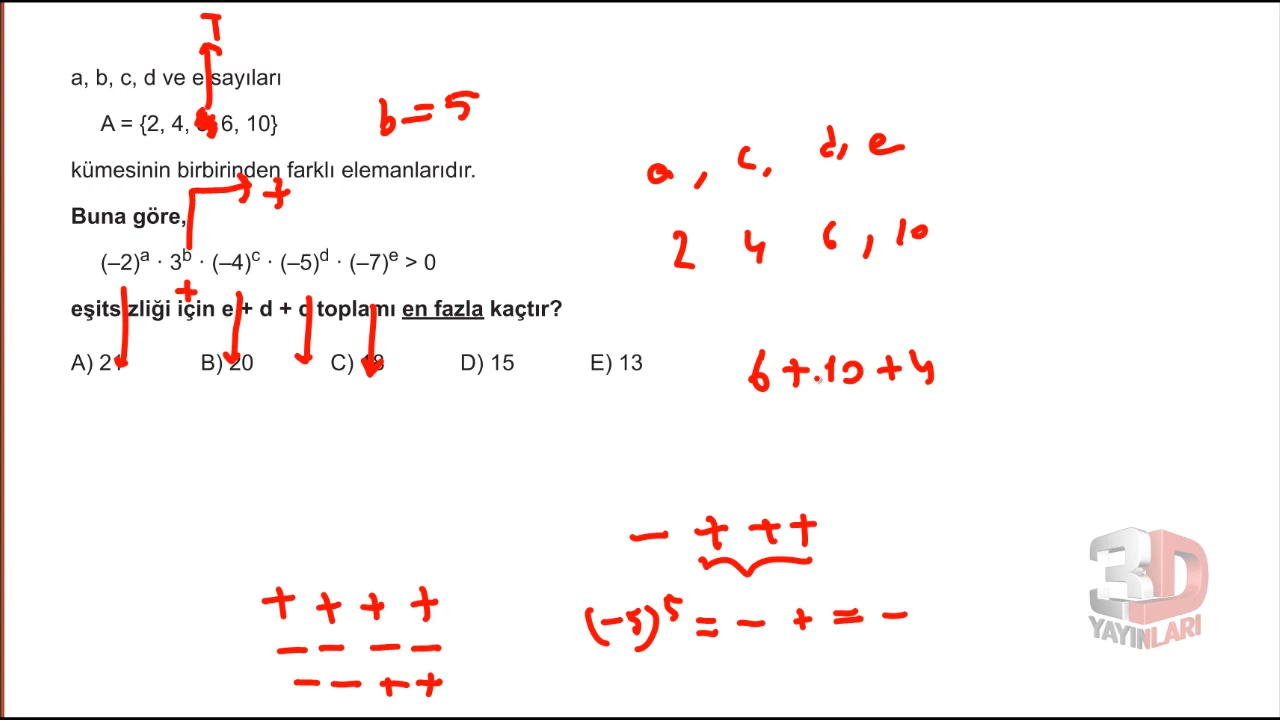 T
a, b, c, d ve e sayıları
A = {2, 4, 5, 6, 10}
b = 5
kümesinin birbirinden farklı elemanlarıdır.
a, c, d, e
+
2 4 6, 10
Buna göre,
(–2)ᵃ · 3ᵇ · (–4)ᶜ · (–5)ᵈ · (–7)ᵉ > 0
+
eşitsizliği için e + d + c toplamı en fazla kaçtır?
A) 21 B) 20 C) 18 D) 15 E) 13
6 + 10 + 4
– + + +
+ + + +
(–5)⁵ = – + = –
– – – –
– – + +
3D
YAYINLARI